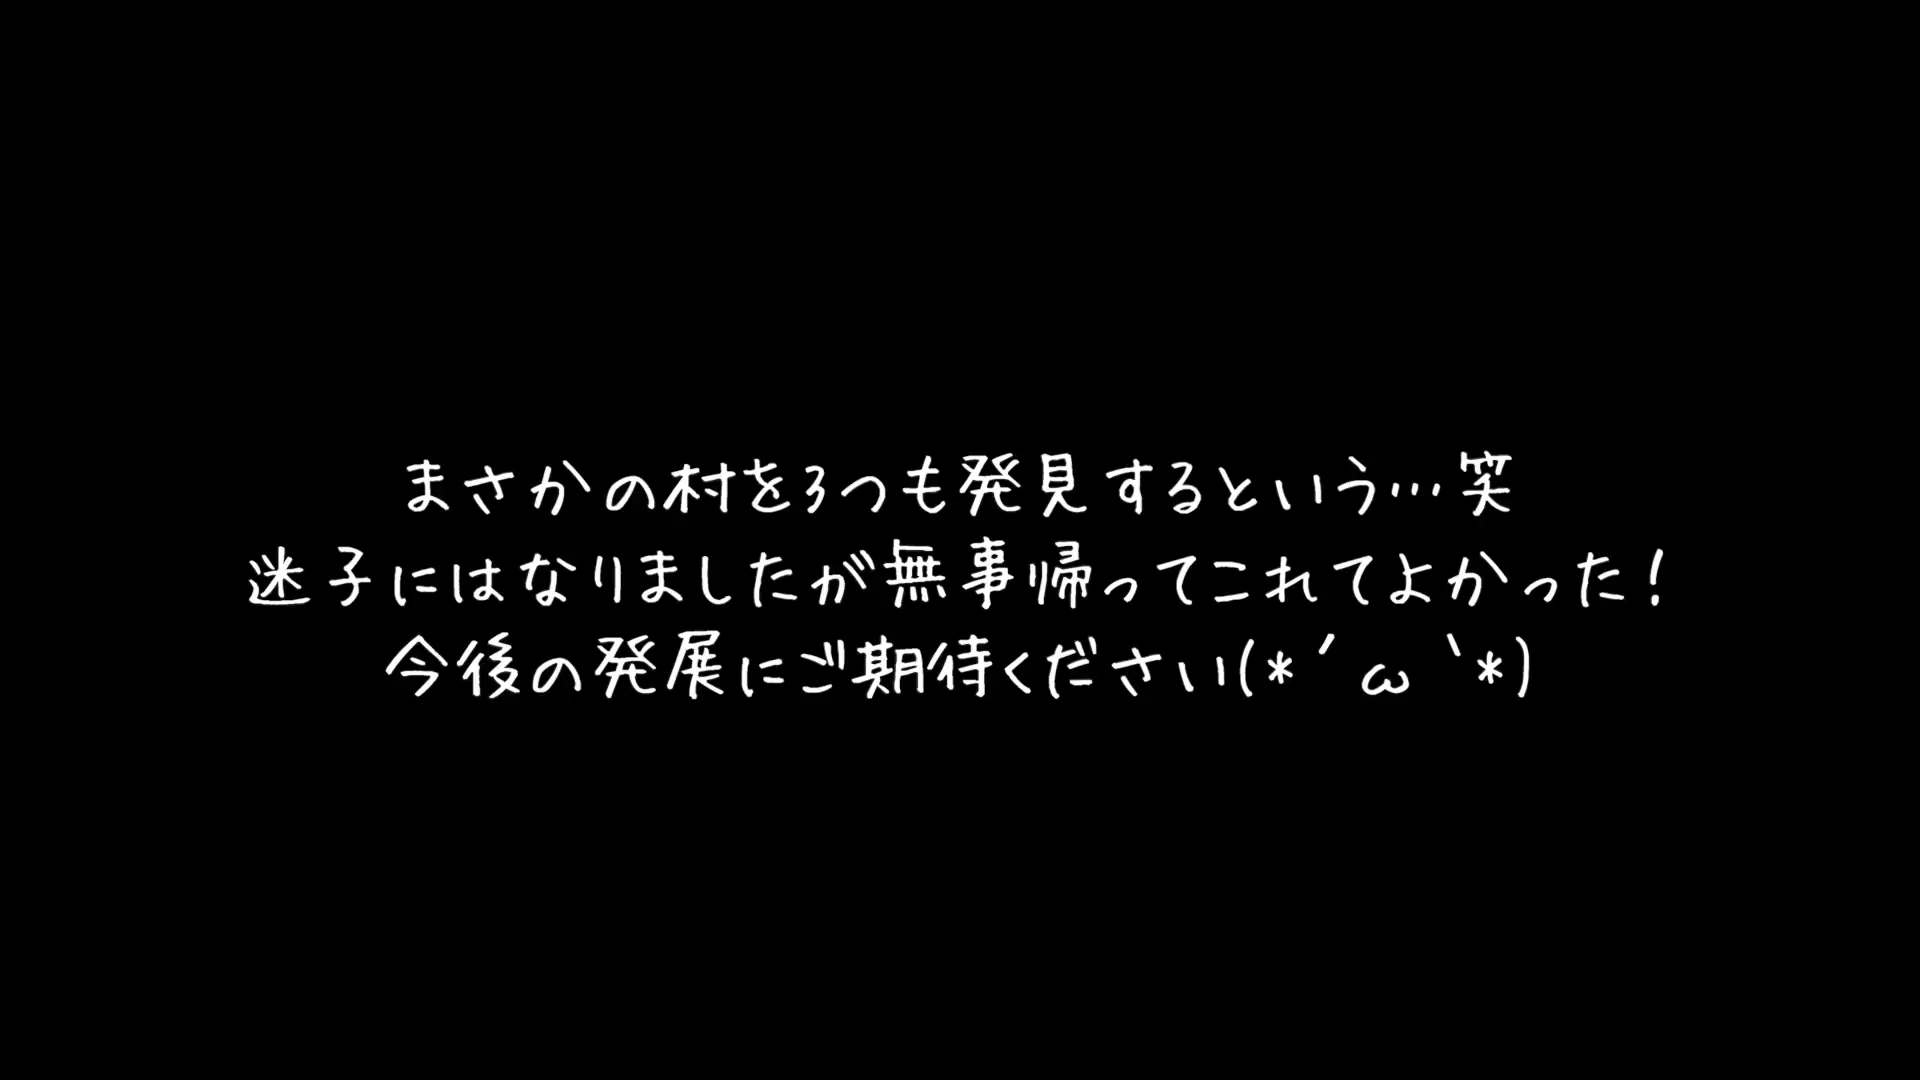 まさかの村を3つも発見するという…笑
迷子にはなりましたが無事帰ってこれてよかった！
今後の発展にご期待ください(*´ω｀*)